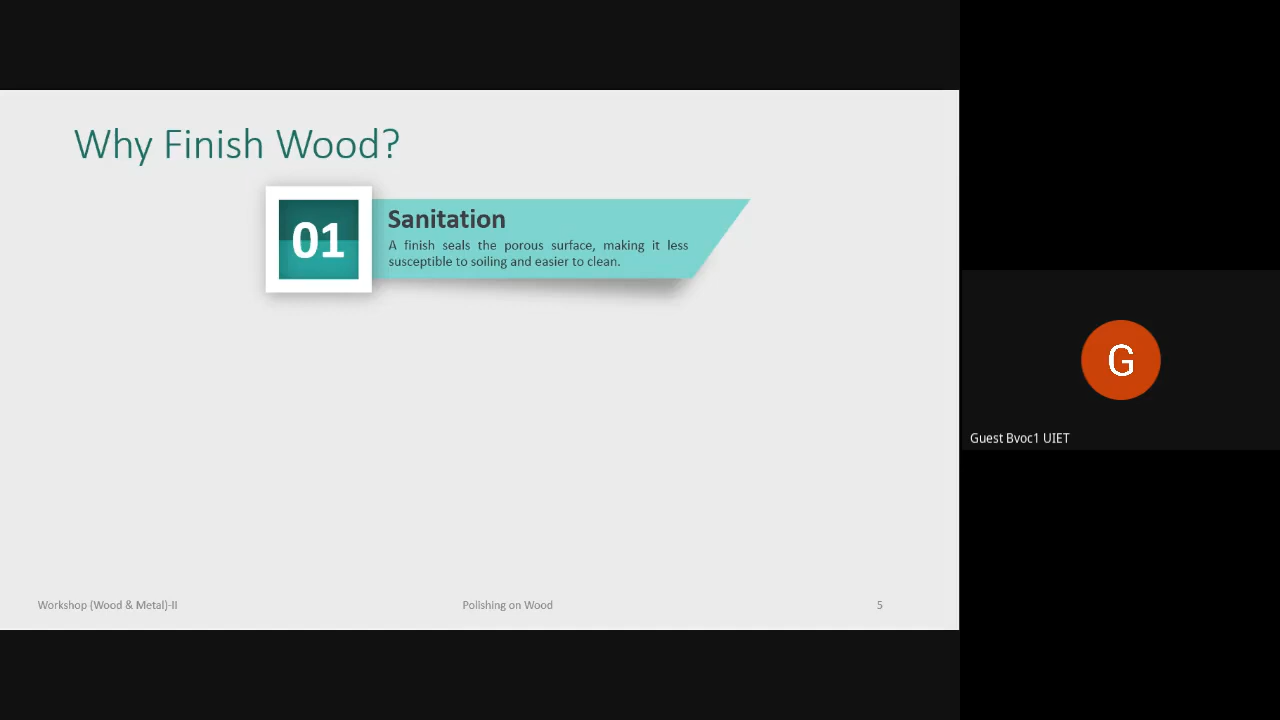 Why Finish Wood?
01
Sanitation
A finish seals the porous surface, making it less
susceptible to soiling and easier to clean.
Workshop (Wood & Metal)-II
Polishing on Wood
5
G
Guest Bvoc1 UIET